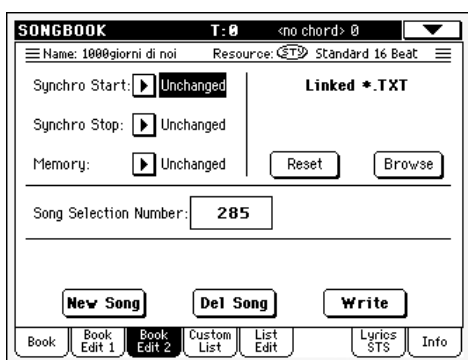 SONGBOOK T:0 <no chord> 0
Name: 1000giorni di noi Resource: STY Standard 16 Beat
Synchro Start: Unchanged Linked *.TXT
Synchro Stop: Unchanged
Memory: Unchanged Reset Browse
Song Selection Number: 285
New Song Del Song Write
Book Book Edit 1 Book Edit 2 Custom List List Edit Lyrics STS Info